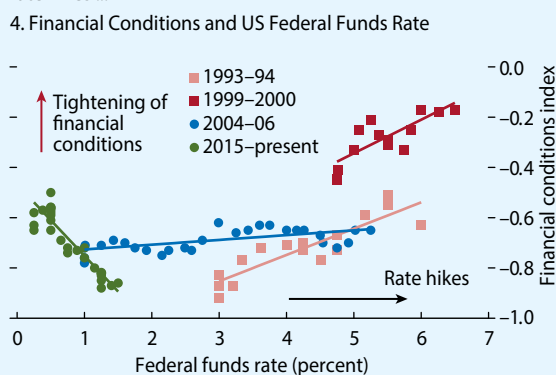 4. Financial Conditions and US Federal Funds Rate
Tightening of
financial
conditions
1993–94
1999–2000
2004–06
2015–present
0.0
–0.2
–0.4
–0.6
–0.8
–1.0
Financial conditions index
Rate hikes
0 1 2 3 4 5 6 7
Federal funds rate (percent)